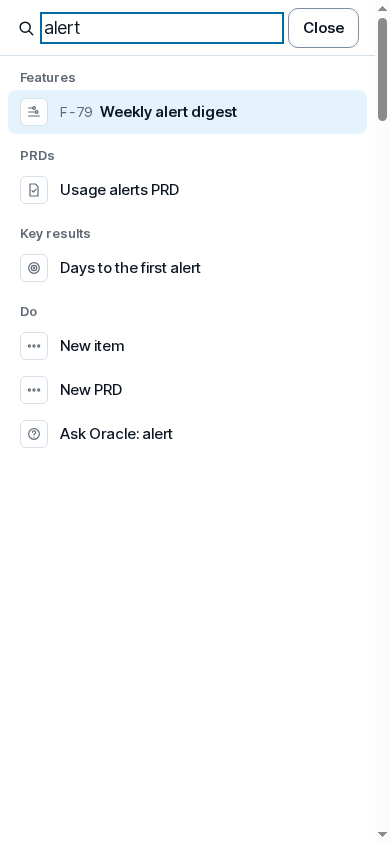 alert
Close
Features
F-79 Weekly alert digest
PRDs
Usage alerts PRD
Key results
Days to the first alert
Do
New item
New PRD
Ask Oracle: alert